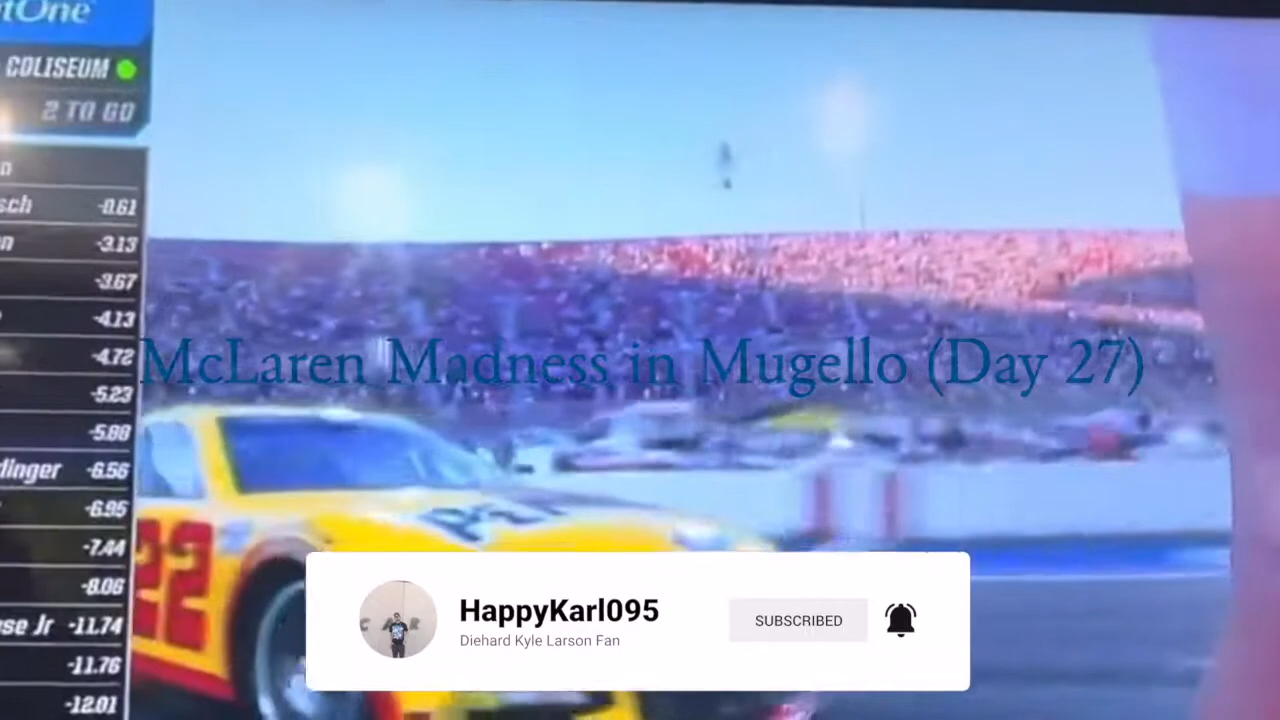 tOne
COLISEUM
2 TO GO
sch -0.61
n -3.13
-3.67
-4.13
-4.72
-5.23
-5.88
dinger -6.56
-6.95
-7.44
-8.06
se Jr -11.74
-11.76
-12.01
McLaren Madness in Mugello (Day 27)
22
HappyKarl095
Diehard Kyle Larson Fan
SUBSCRIBED